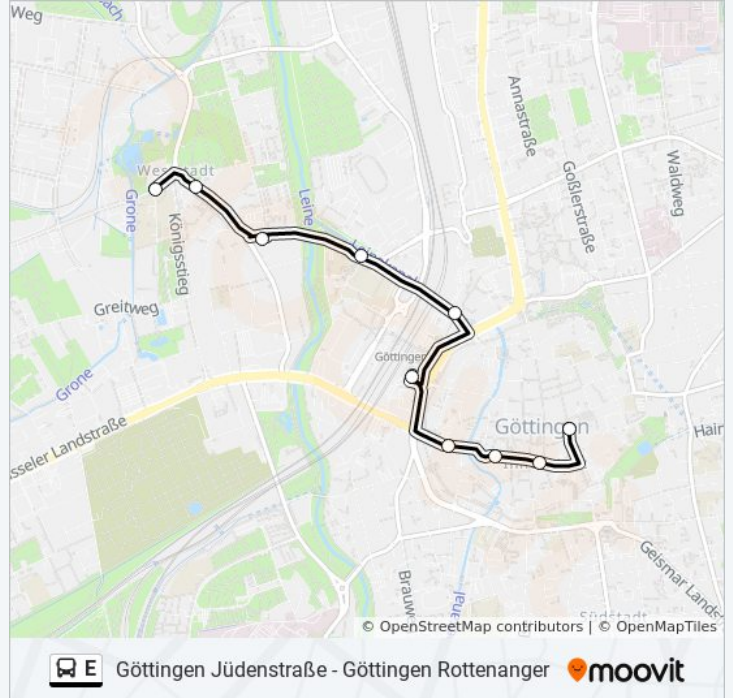 Weg
Annastraße
Goßlerstraße
Waldweg
Grone
Königsstieg
Leine
Greitweg
Göttingen
Grone
Göttingen
sseler Landstraße
Hain
Geismar Lands
Brauw
Südstadt
© OpenStreetMap contributors | © OpenMapTiles
E Göttingen Jüdenstraße - Göttingen Rottenanger moovit